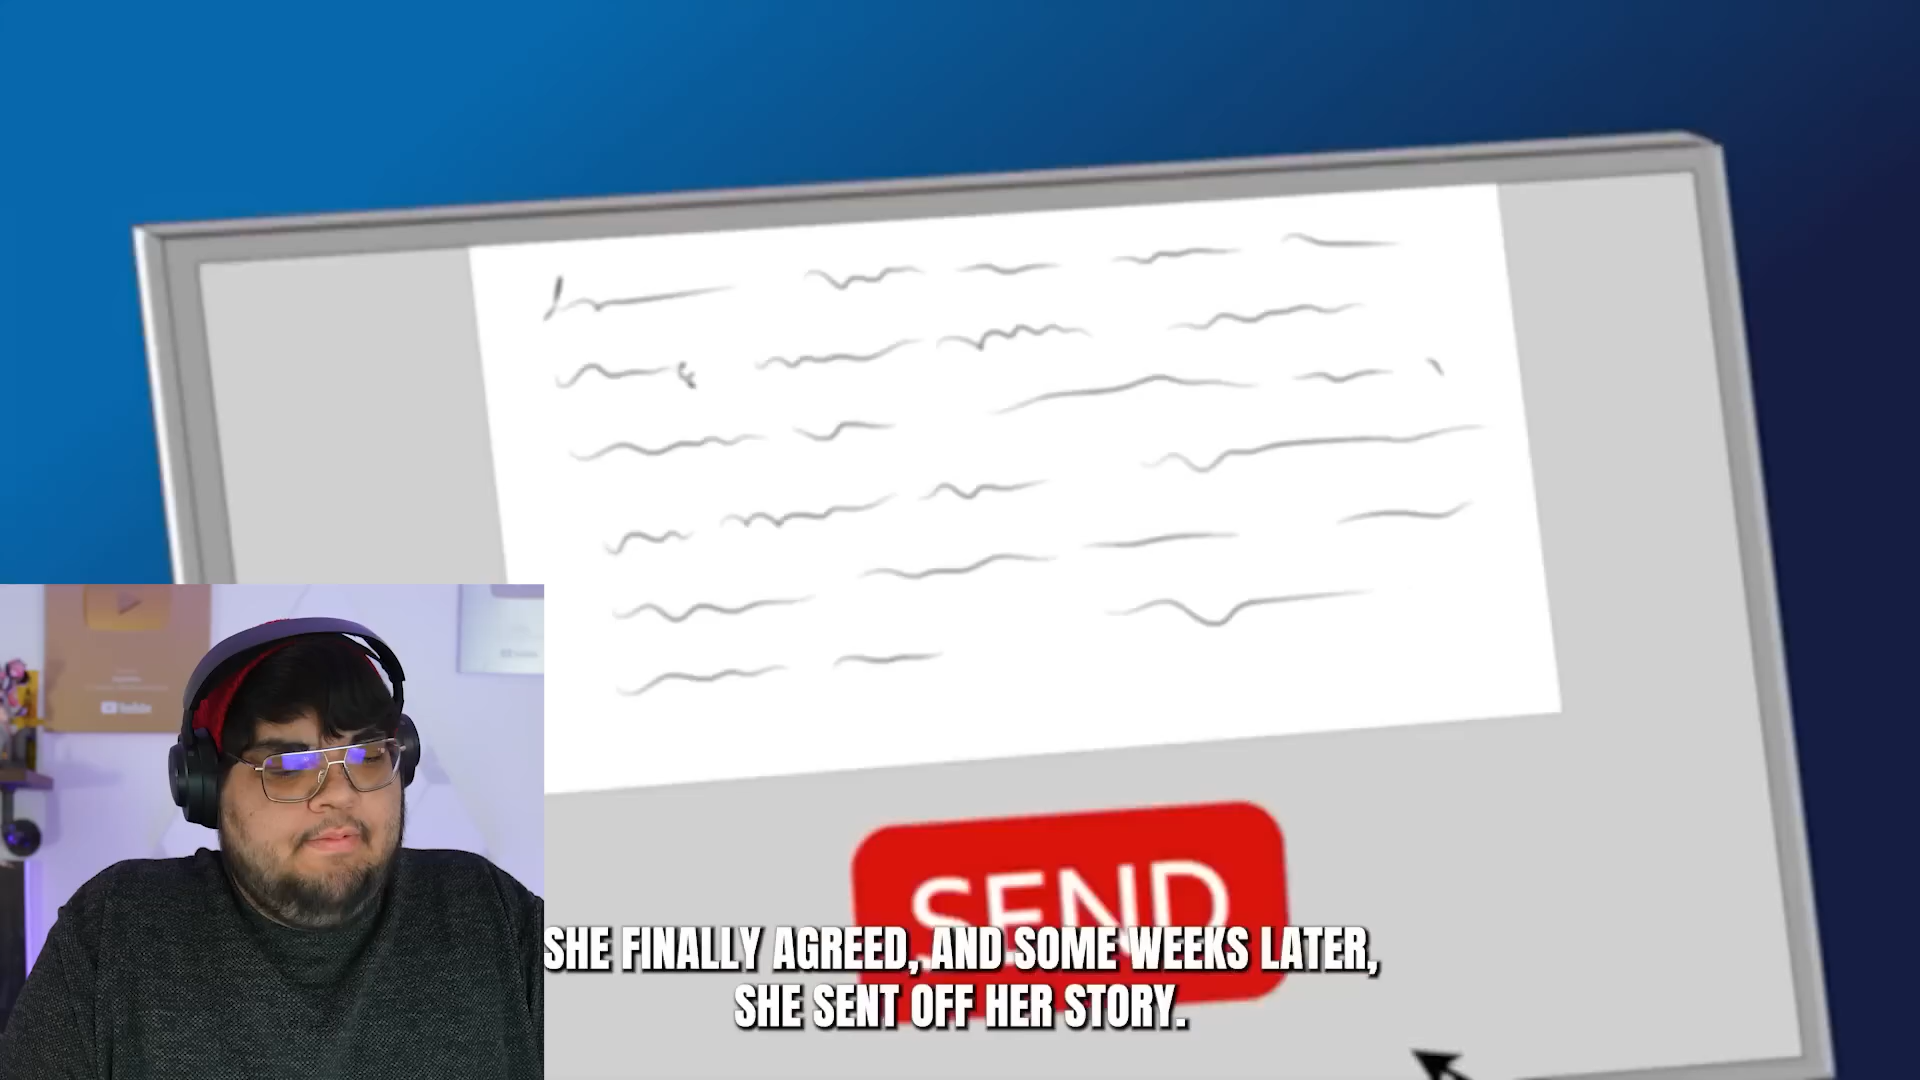 SEND
SHE FINALLY AGREED, AND SOME WEEKS LATER,
SHE SENT OFF HER STORY.